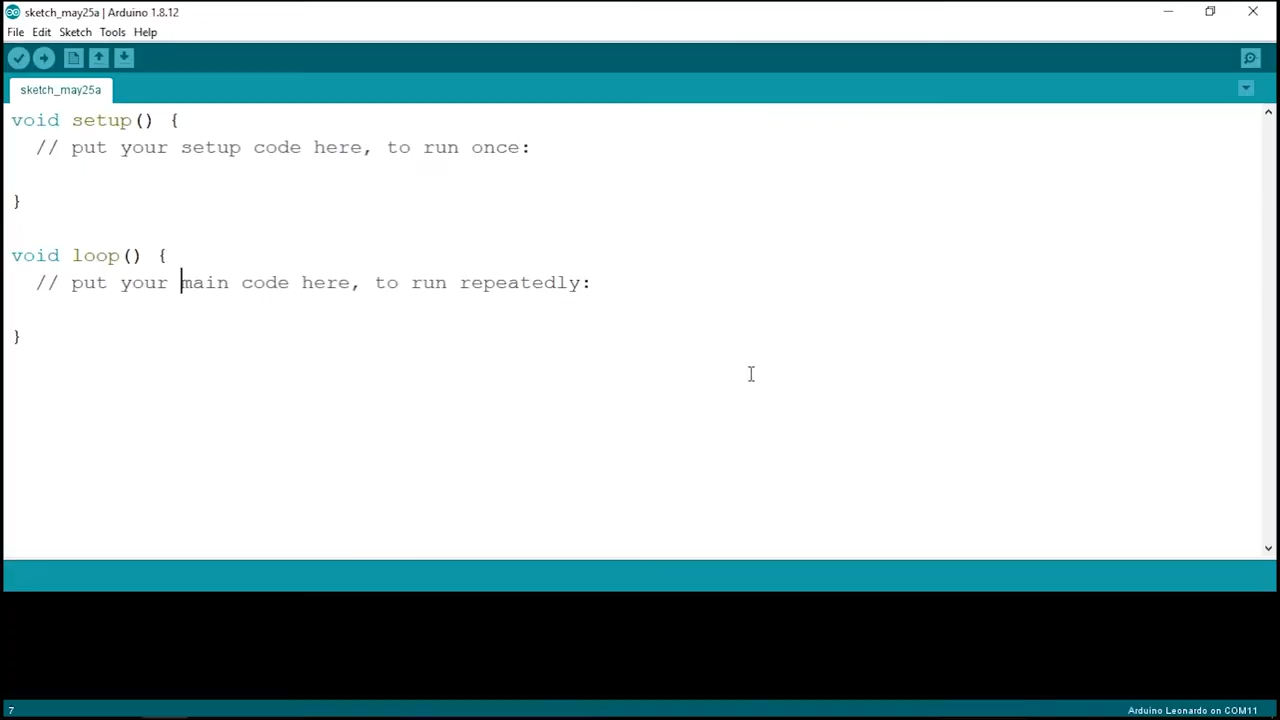 sketch_may25a | Arduino 1.8.12
File Edit Sketch Tools Help
sketch_may25a
void setup() {
  // put your setup code here, to run once:
}
void loop() {
  // put your main code here, to run repeatedly:
}
7
Arduino Leonardo on COM11